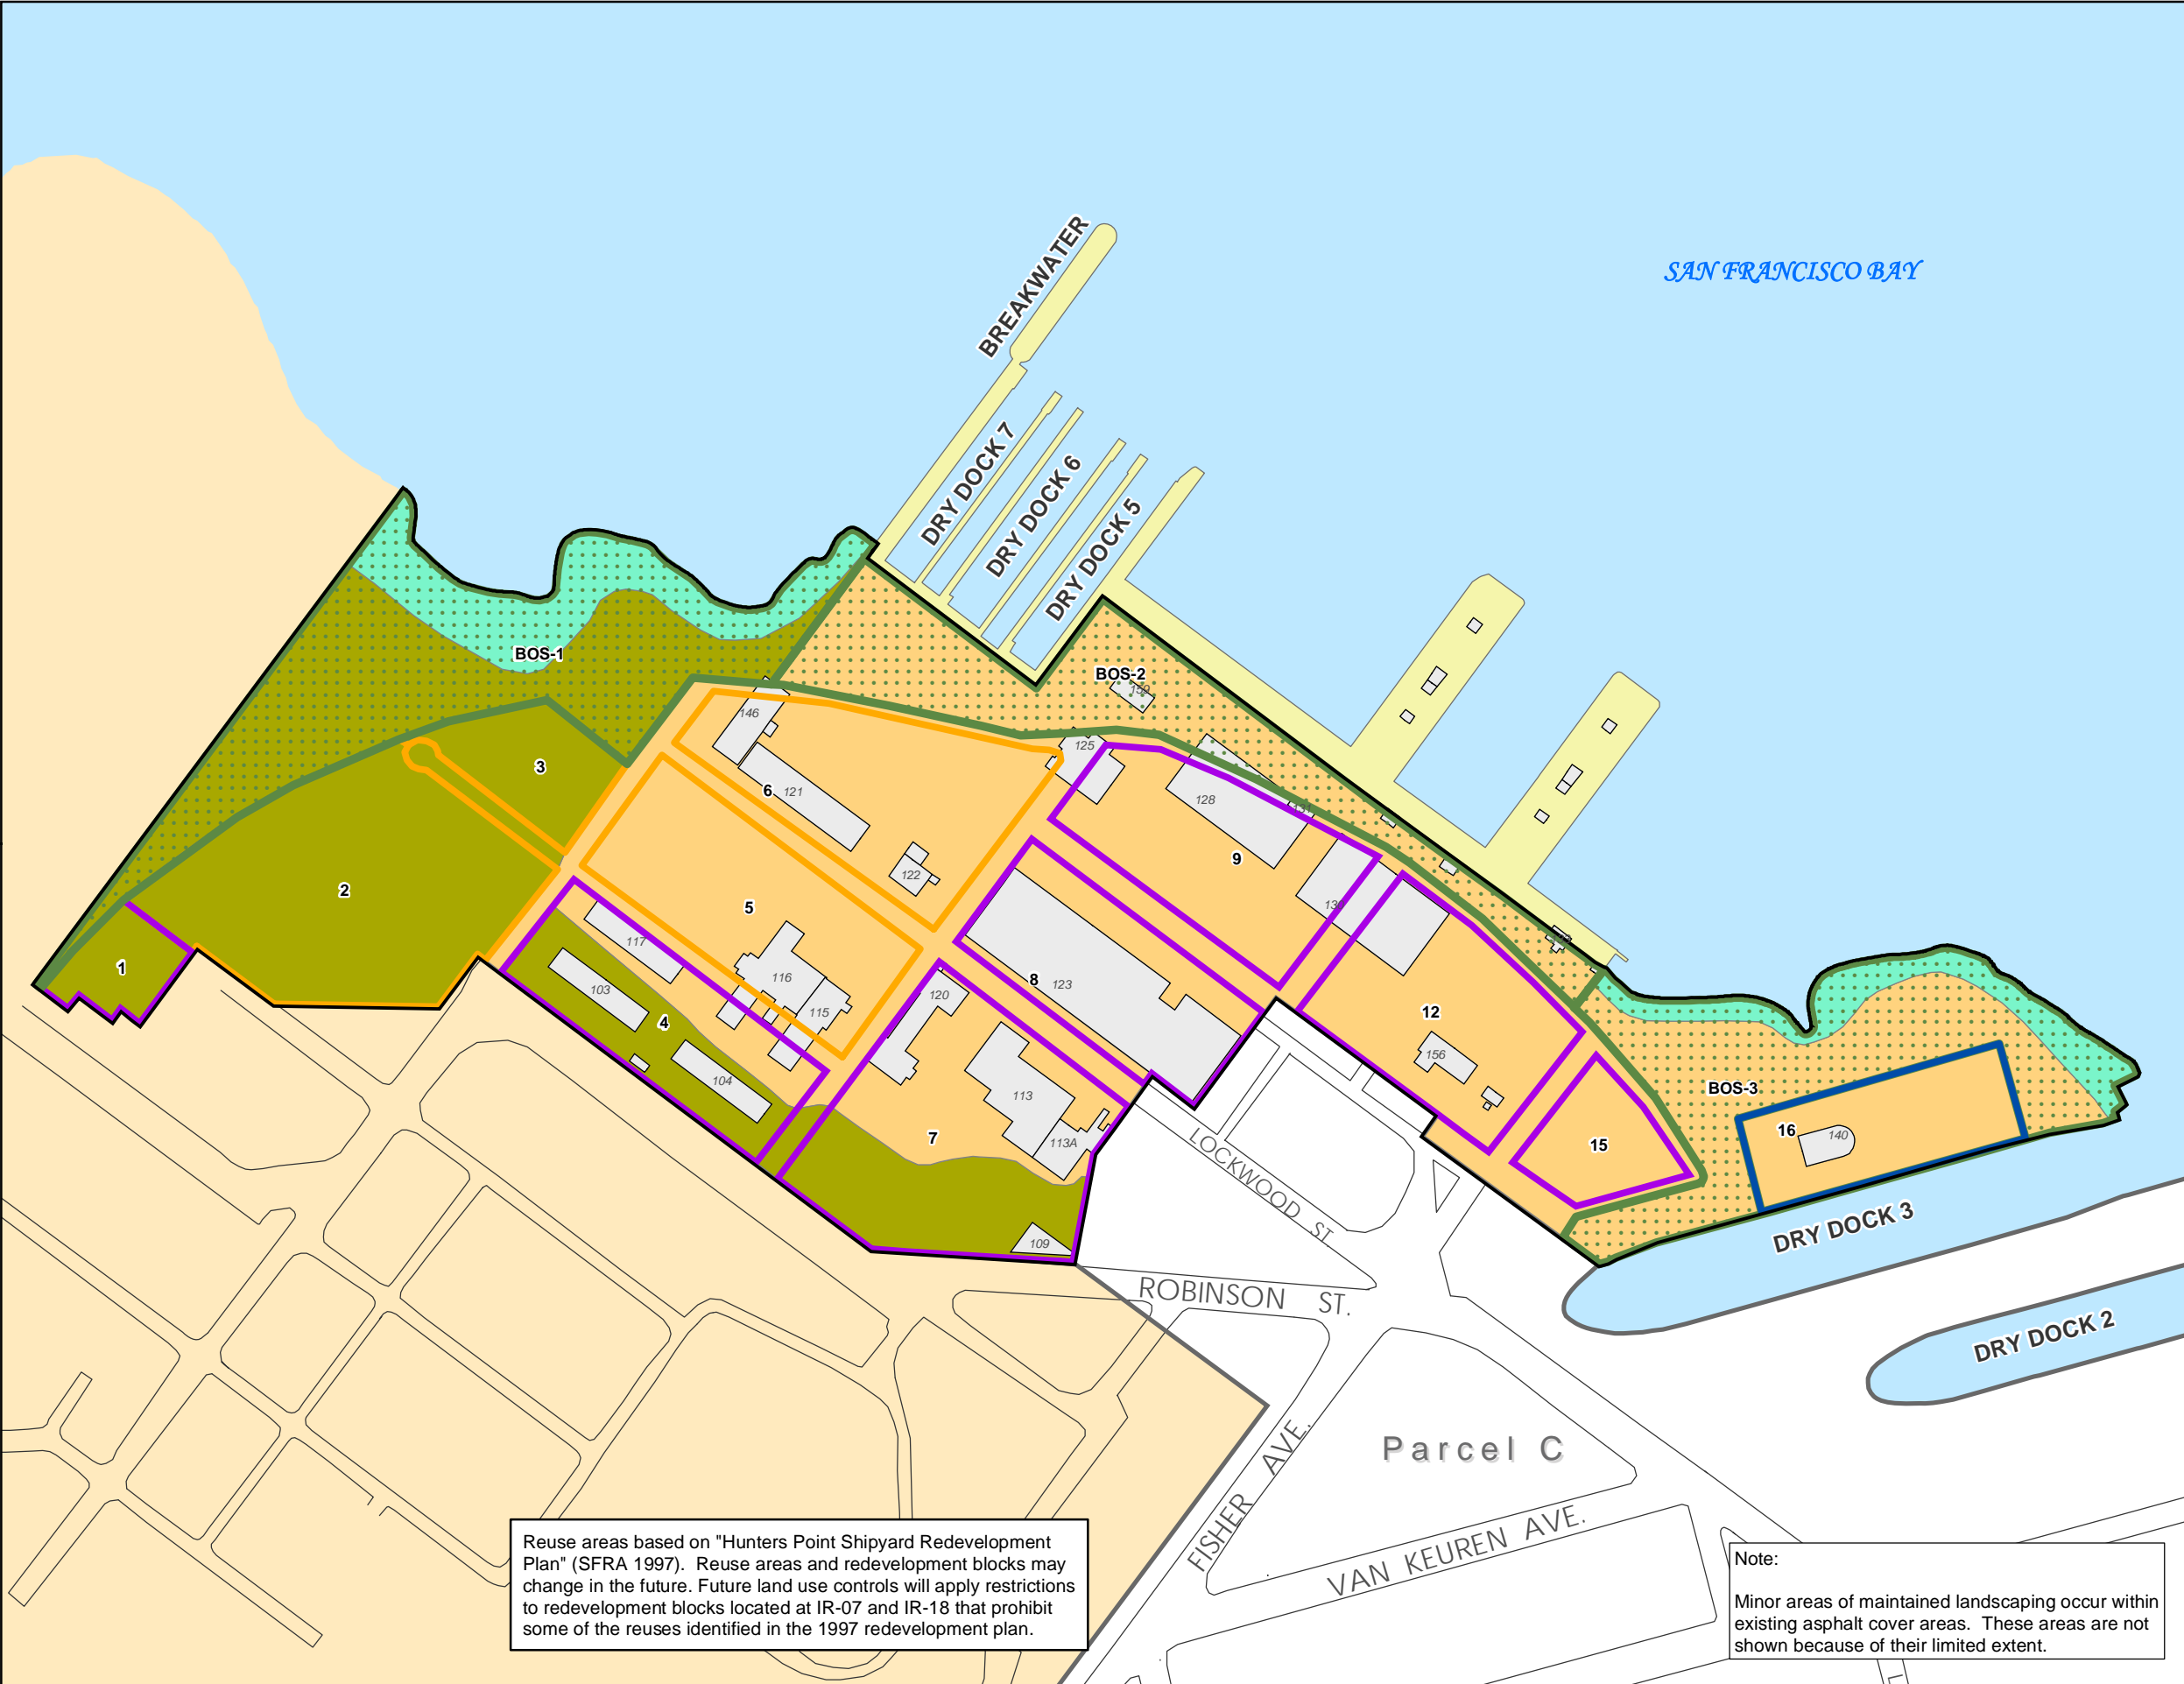 SAN FRANCISCO BAY
BREAKWATER
DRY DOCK 7
DRY DOCK 6
DRY DOCK 5
BOS-1
BOS-2
159
146
125
3
6
121
128
131
9
122
2
5
117
1
103
116
115
4
104
8
123
120
113
113A
7
109
12
156
15
BOS-3
16
140
DRY DOCK 3
DRY DOCK 2
LOCKWOOD ST
ROBINSON ST.
FISHER AVE.
Parcel C
VAN KEUREN AVE.
Reuse areas based on "Hunters Point Shipyard Redevelopment
Plan" (SFRA 1997). Reuse areas and redevelopment blocks may
change in the future. Future land use controls will apply restrictions
to redevelopment blocks located at IR-07 and IR-18 that prohibit
some of the reuses identified in the 1997 redevelopment plan.
Note:
Minor areas of maintained landscaping occur within
existing asphalt cover areas. These areas are not
shown because of their limited extent.